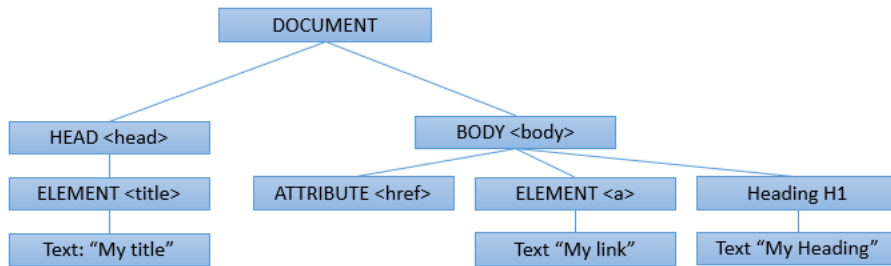 DOCUMENT
HEAD <head>
BODY <body>
ELEMENT <title>
ATTRIBUTE <href>
ELEMENT <a>
Heading H1
Text: “My title”
Text “My link”
Text “My Heading”